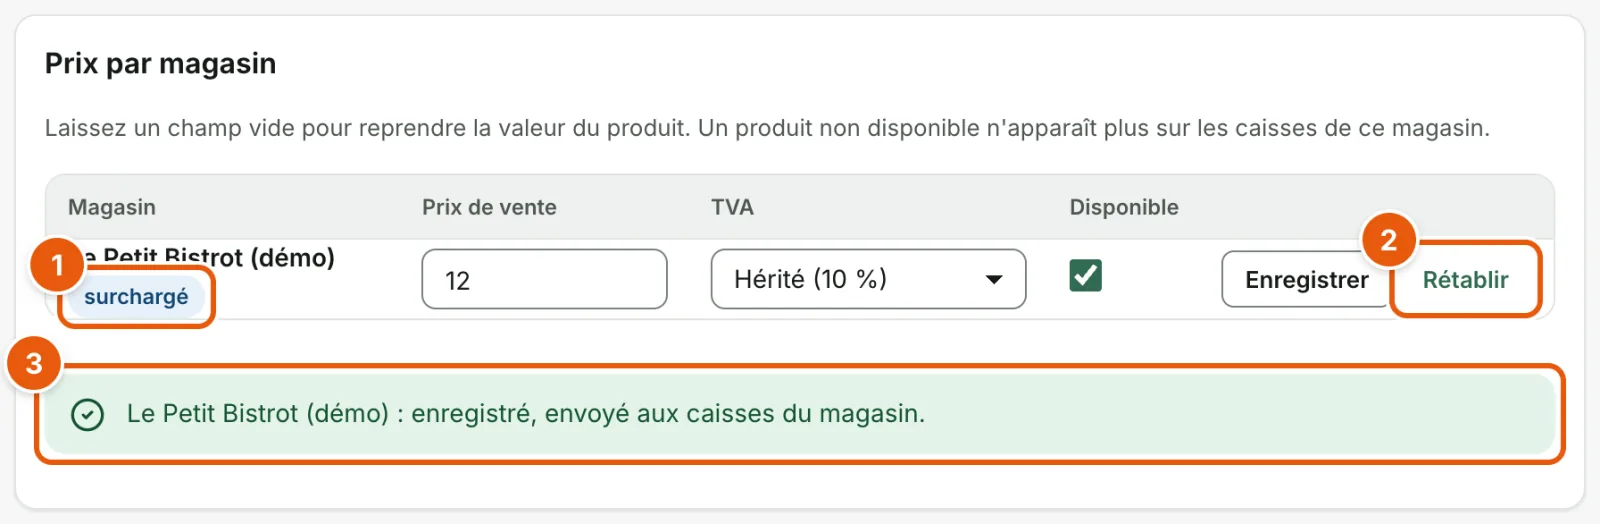 Prix par magasin
Laissez un champ vide pour reprendre la valeur du produit. Un produit non disponible n'apparaît plus sur les caisses de ce magasin.
Magasin Prix de vente TVA Disponible
1 e Petit Bistrot (démo) 12 Hérité (10 %) Enregistrer 2 Rétablir
surchargé
3
Le Petit Bistrot (démo) : enregistré, envoyé aux caisses du magasin.